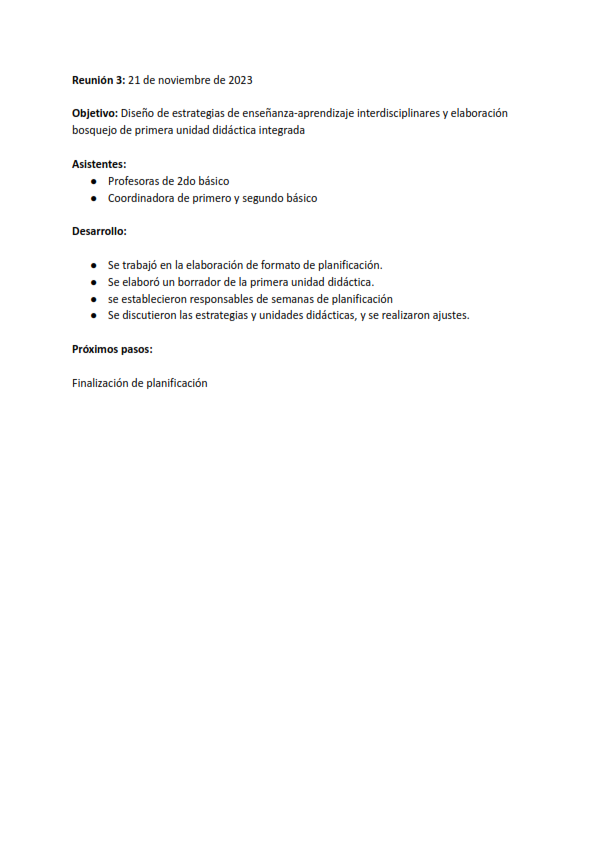 Reunión 3: 21 de noviembre de 2023
Objetivo: Diseño de estrategias de enseñanza-aprendizaje interdisciplinares y elaboración
bosquejo de primera unidad didáctica integrada
Asistentes:
● Profesoras de 2do básico
● Coordinadora de primero y segundo básico
Desarrollo:
● Se trabajó en la elaboración de formato de planificación.
● Se elaboró un borrador de la primera unidad didáctica.
● se establecieron responsables de semanas de planificación
● Se discutieron las estrategias y unidades didácticas, y se realizaron ajustes.
Próximos pasos:
Finalización de planificación